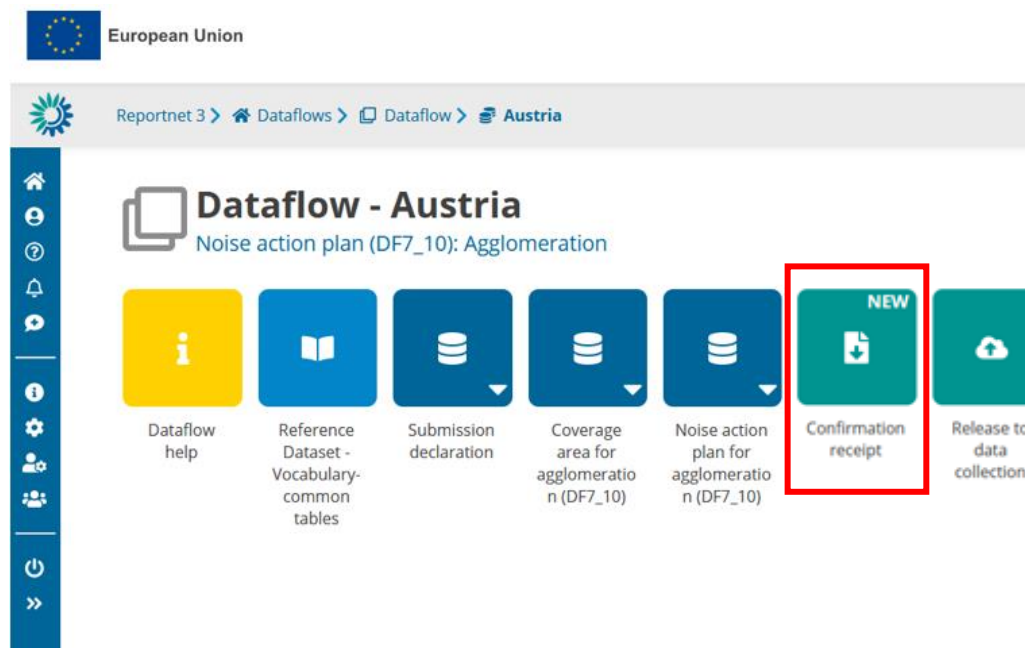 European Union
Reportnet 3 Dataflows Dataflow Austria
Dataflow - Austria
Noise action plan (DF7_10): Agglomeration
NEW
Dataflow
help
Reference
Dataset -
Vocabulary-
common
tables
Submission
declaration
Coverage
area for
agglomeratio
n (DF7_10)
Noise action
plan for
agglomeratio
n (DF7_10)
Confirmation
receipt
Release to
data
collection